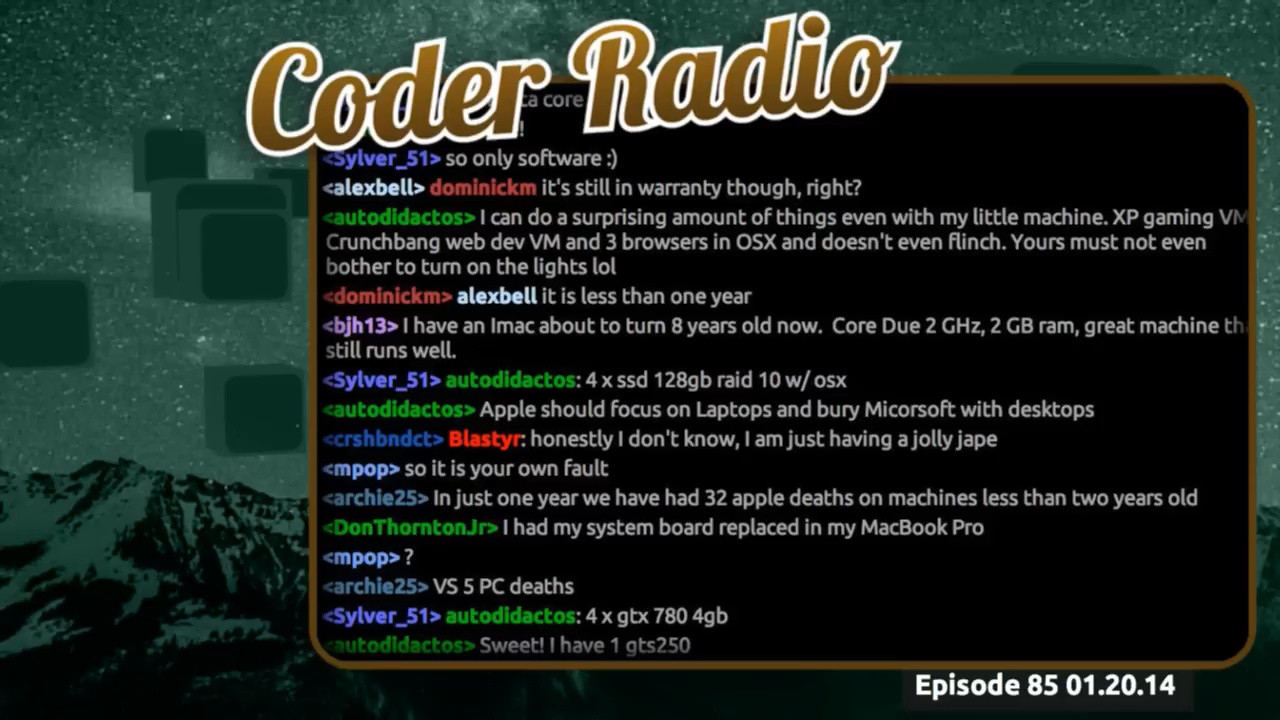 Coder Radio
ta core
!
<Sylver_51> so only software :)
<alexbell> dominickm it's still in warranty though, right?
<autodidactos> I can do a surprising amount of things even with my little machine. XP gaming VM
Crunchbang web dev VM and 3 browsers in OSX and doesn't even flinch. Yours must not even
bother to turn on the lights lol
<dominickm> alexbell it is less than one year
<bjh13> I have an Imac about to turn 8 years old now. Core Due 2 GHz, 2 GB ram, great machine th
still runs well.
<Sylver_51> autodidactos: 4 x ssd 128gb raid 10 w/ osx
<autodidactos> Apple should focus on Laptops and bury Micorsoft with desktops
<crshbndct> Blastyr: honestly I don't know, I am just having a jolly jape
<mpop> so it is your own fault
<archie25> In just one year we have had 32 apple deaths on machines less than two years old
<DonThorntonJr> I had my system board replaced in my MacBook Pro
<mpop> ?
<archie25> VS 5 PC deaths
<Sylver_51> autodidactos: 4 x gtx 780 4gb
<autodidactos> Sweet! I have 1 gts250
Episode 85 01.20.14